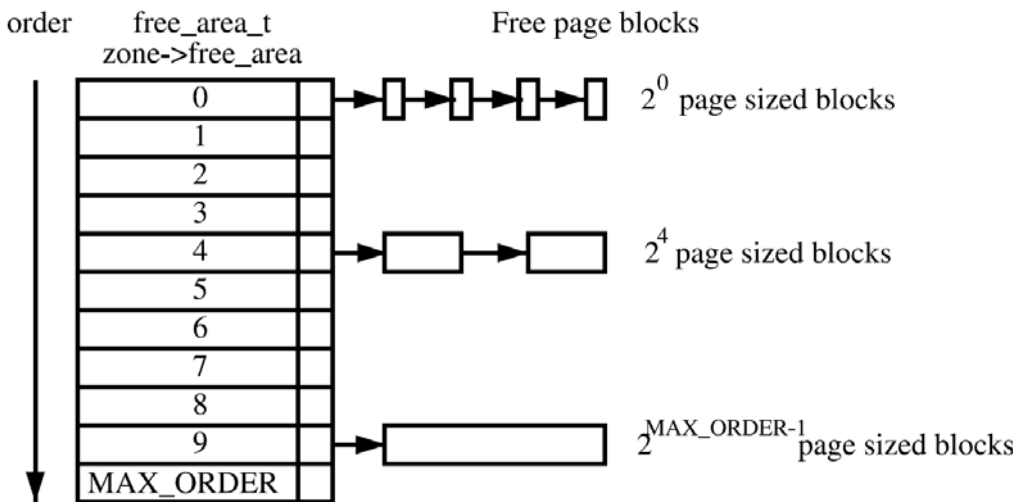 order free_area_t Free page blocks
zone->free_area
0 2^0 page sized blocks
1
2
3
4 2^4 page sized blocks
5
6
7
8
9 2^MAX_ORDER-1 page sized blocks
MAX_ORDER